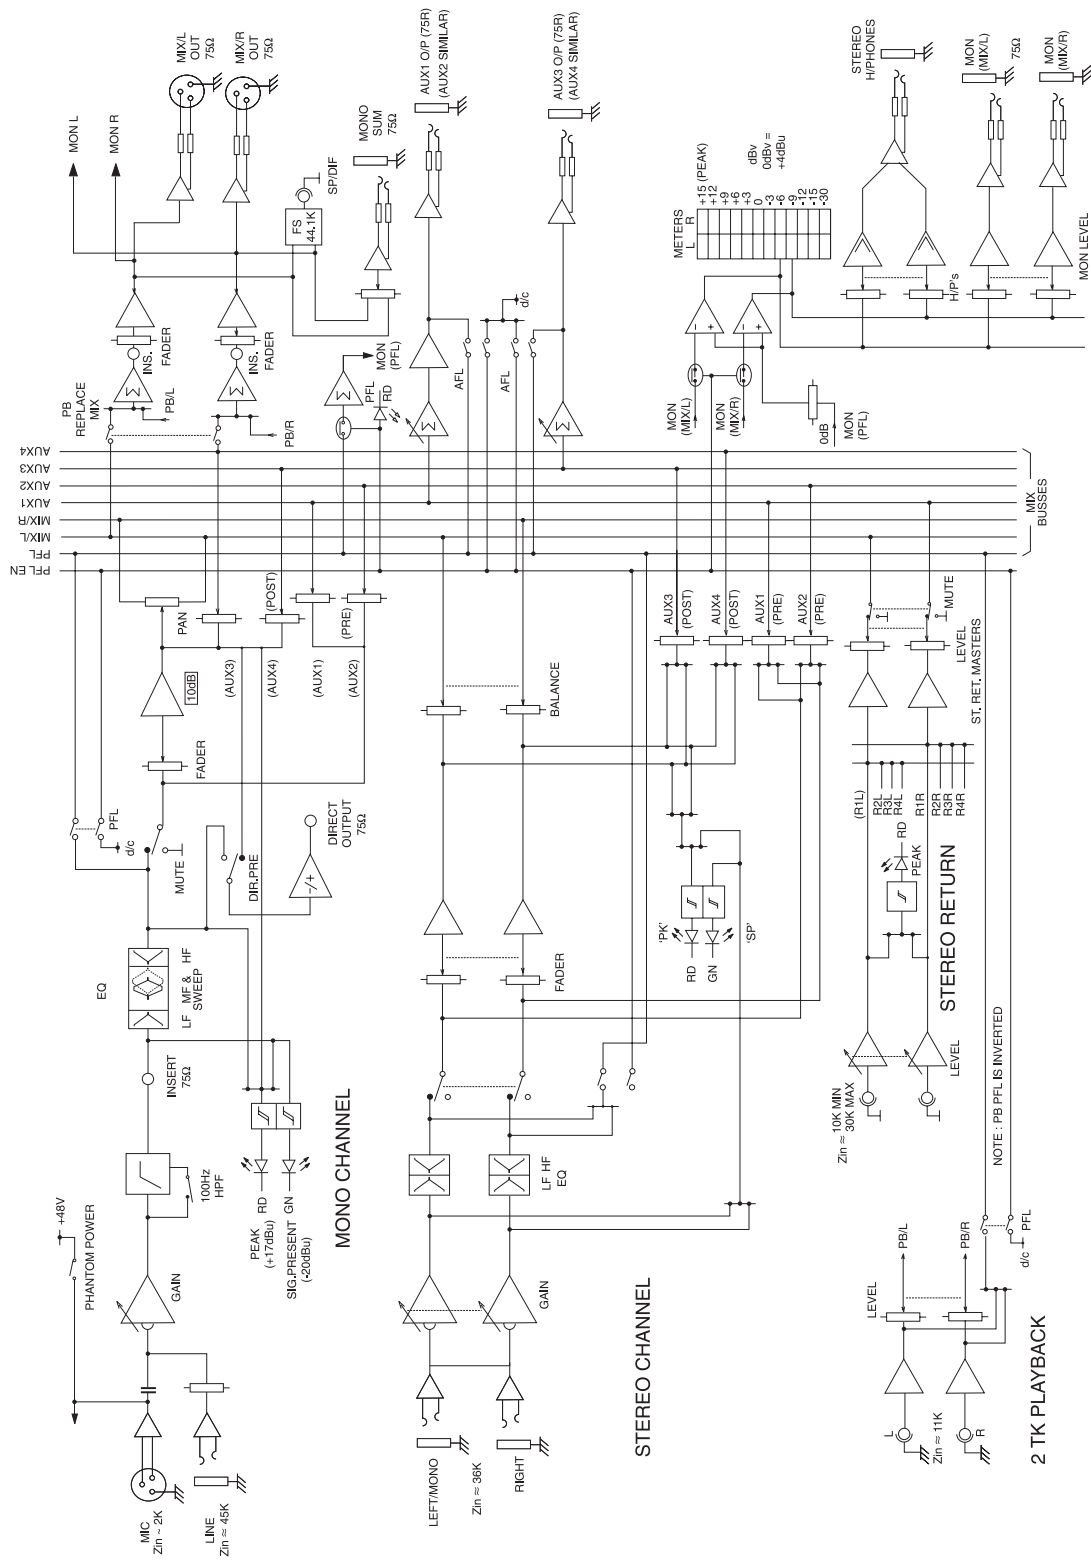 +48V
PHANTOM POWER
MIC
Zin ~ 2K
LINE
Zin ≈ 45K
GAIN
100Hz
HPF
INSERT
75Ω
EQ
LF MF & HF
SWEEP
PEAK RD
(+17dBu)
SIG.PRESENT GN
(-20dBu)
MONO CHANNEL
d/c
PFL
MUTE
DIR.PRE
-/+
DIRECT
OUTPUT
75Ω
FADER
10dB
PAN
(AUX3)
(AUX4)
(POST)
(AUX1)
(AUX2)
(PRE)
PFL EN
PFL
MIX/L
MIX/R
AUX1
AUX2
AUX3
AUX4
MIX
BUSSES
PB
REPLACE
MIX
PB/L
PB/R
Σ
Σ
INS.
FADER
INS.
FADER
MON L
MON R
MIX/L
OUT
75Ω
MIX/R
OUT
75Ω
FS
44.1K
SP/DIF
MONO
SUM
75Ω
Σ
MON
(PFL)
PFL
RD
Σ
AUX1 O/P (75R)
(AUX2 SIMILAR)
AFL
AFL
d/c
Σ
AUX3 O/P (75R)
(AUX4 SIMILAR)
MON
(MIX/L)
MON
(MIX/R)
-
+
-
+
0dB
MON
(PFL)
METERS
L R
+15 (PEAK)
+12
+9
+6
+3
0
-3
-6
-9
-12
-15
-30
dBv
0dBv =
+4dBu
H/P's
MON LEVEL
STEREO
H/PHONES
MON
(MIX/L)
75Ω
MON
(MIX/R)
LEFT/MONO
Zin ≈ 36K
RIGHT
GAIN
LF HF
EQ
STEREO CHANNEL
FADER
BALANCE
'PK'
RD
GN
'SP'
AUX3
(POST)
AUX4
(POST)
AUX1
(PRE)
AUX2
(PRE)
Zin ≈ 10K MIN
30K MAX
LEVEL
STEREO RETURN
PEAK
RD
(R1L)
R2L
R3L
R4L
R1R
R2R
R3R
R4R
LEVEL
ST. RET. MASTERS
MUTE
NOTE : PB PFL IS INVERTED
L
Zin ≈ 11K
R
LEVEL
PB/L
PB/R
d/c
PFL
2 TK PLAYBACK